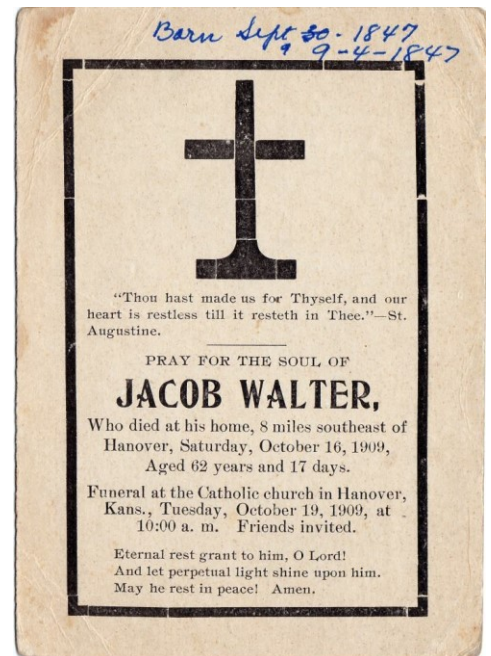 Born Sept 30 - 1847
? 9-4-1847
"Thou hast made us for Thyself, and our
heart is restless till it resteth in Thee."—St.
Augustine.
PRAY FOR THE SOUL OF
JACOB WALTER,
Who died at his home, 8 miles southeast of
Hanover, Saturday, October 16, 1909,
Aged 62 years and 17 days.
Funeral at the Catholic church in Hanover,
Kans., Tuesday, October 19, 1909, at
10:00 a. m. Friends invited.
Eternal rest grant to him, O Lord!
And let perpetual light shine upon him.
May he rest in peace! Amen.